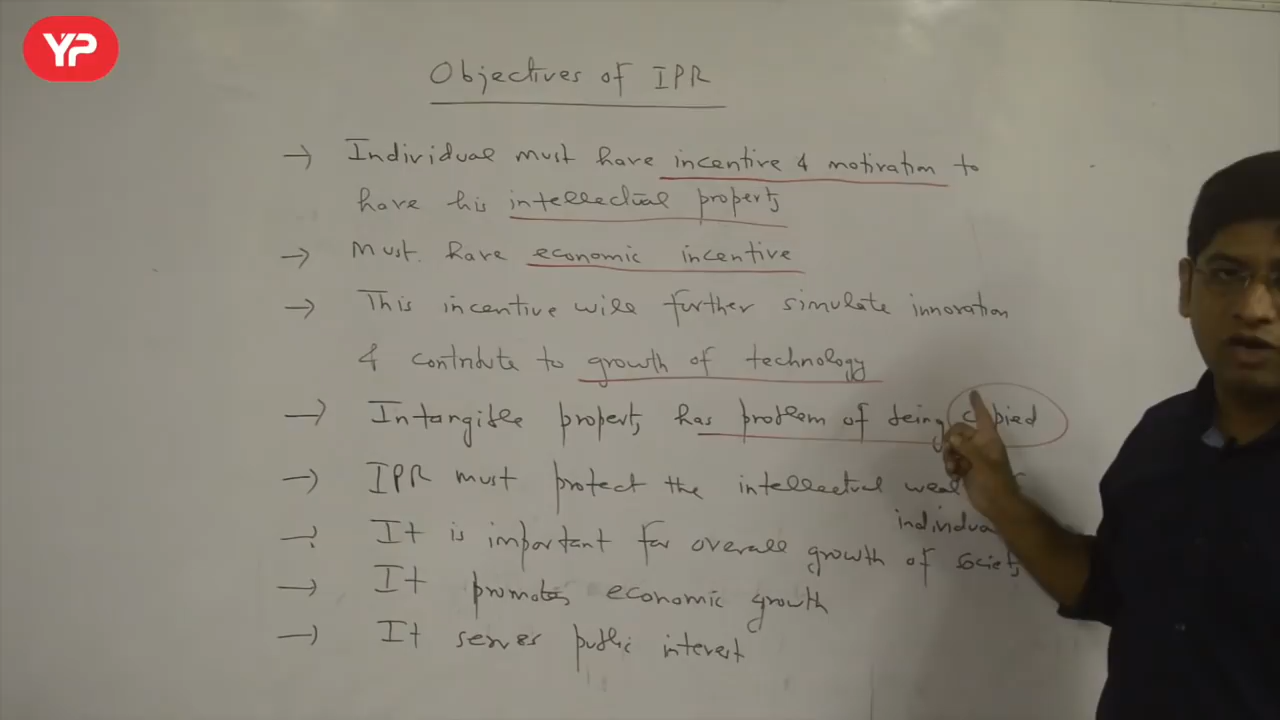 YP
Objectives of IPR
→ Individual must have incentive & motivation to
have his intellectual property
→ Must have economic incentive
→ This incentive will further simulate innovation
& contribute to growth of technology
→ Intangible property has problem of being copied
→ IPR must protect the intellectual
individual
→ It is important for overall growth of society
→ It promotes economic growth
→ It serves public interest